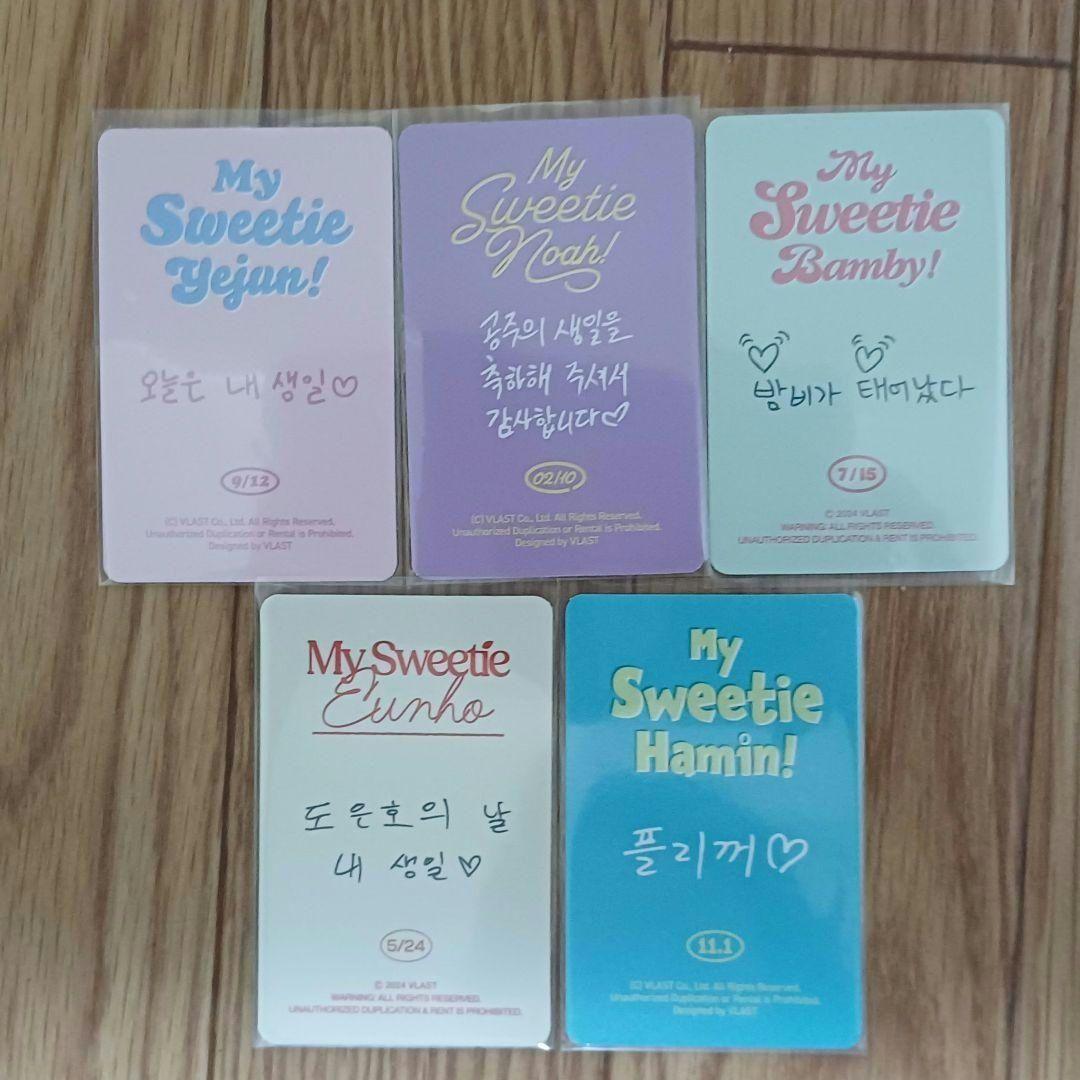 My
Sweetie
Yejun!
오늘은 내 생일♡
9/12
(C) VLAST Co., Ltd. All Rights Reserved.
Unauthorized Duplication or Rental is Prohibited.
Designed by VLAST
My
Sweetie
Noah!
공주의 생일을
축하해 주셔서
감사합니다♡
02/10
(C) VLAST Co., Ltd. All Rights Reserved.
Unauthorized Duplication or Rental is Prohibited.
Designed by VLAST
My
Sweetie
Bamby!
밤비가 태어났다
7/15
© 2024 VLAST
WARNING: ALL RIGHTS RESERVED.
UNAUTHORIZED DUPLICATION & RENT IS PROHIBITED.
My Sweetie
Eunho
도은호의 날
내 생일♡
5/24
© 2024 VLAST
WARNING: ALL RIGHTS RESERVED.
UNAUTHORIZED DUPLICATION & RENT IS PROHIBITED.
My
Sweetie
Hamin!
플리꺼♡
11.1
(C) VLAST Co., Ltd. All Rights Reserved.
Unauthorized Duplication or Rental is Prohibited.
Designed by VLAST